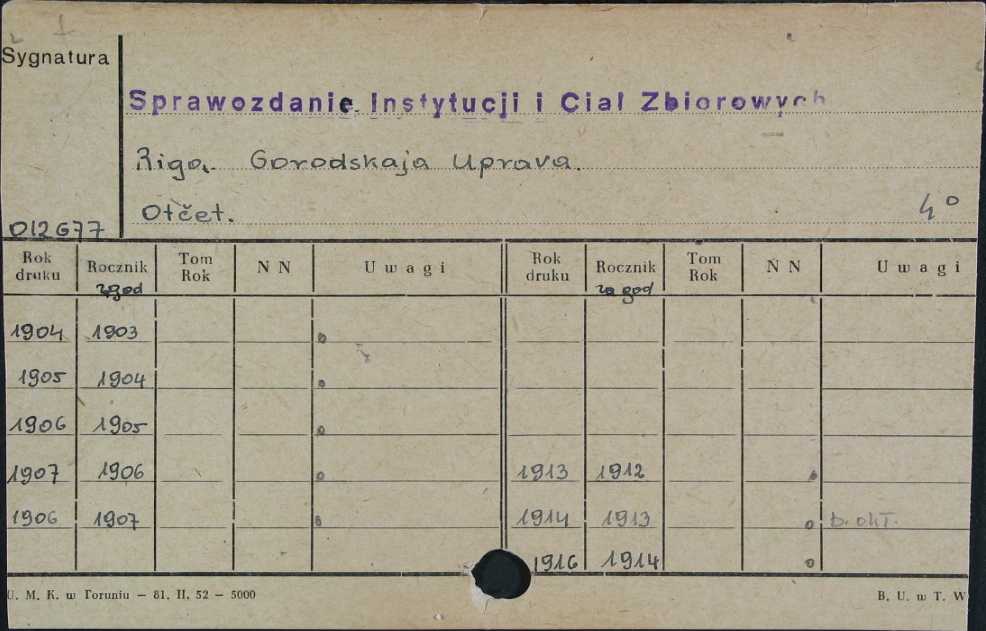 Sygnatura
Sprawozdanie Instytucji i Ciał Zbiorowych
Riga. Gorodskaja Uprava.
Otčet. 4°
012677
Rok druku Rocznik Tom Rok N N Uwagi Rok druku Rocznik Tom Rok N N Uwagi
za god za god
1904 1903
1905 1904
1906 1905
1907 1906 1913 1912
1906 1907 1914 1913 b. okł.
1916 1914
U. M. K. w Toruniu — 81. II. 52 — 5000 B. U. w T. W